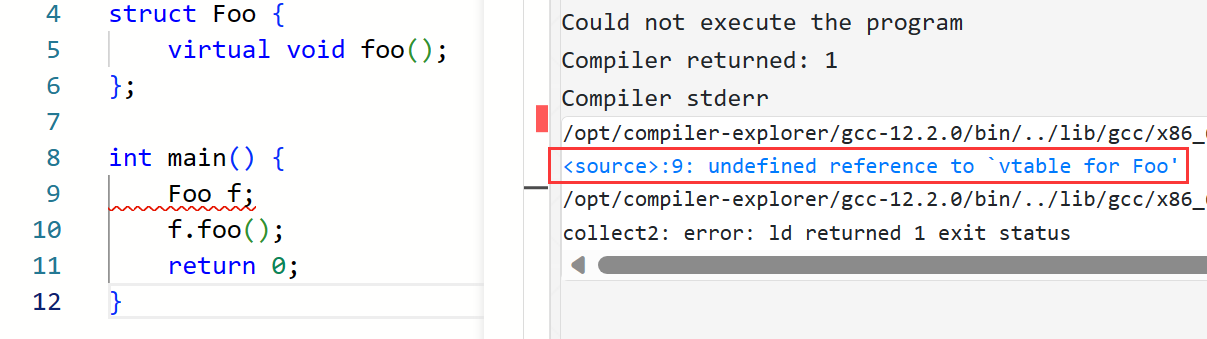 4 struct Foo {
5 virtual void foo();
6 };
7
8 int main() {
9 Foo f;
10 f.foo();
11 return 0;
12 }
Could not execute the program
Compiler returned: 1
Compiler stderr
/opt/compiler-explorer/gcc-12.2.0/bin/../lib/gcc/x86_
<source>:9: undefined reference to `vtable for Foo'
/opt/compiler-explorer/gcc-12.2.0/bin/../lib/gcc/x86_
collect2: error: ld returned 1 exit status